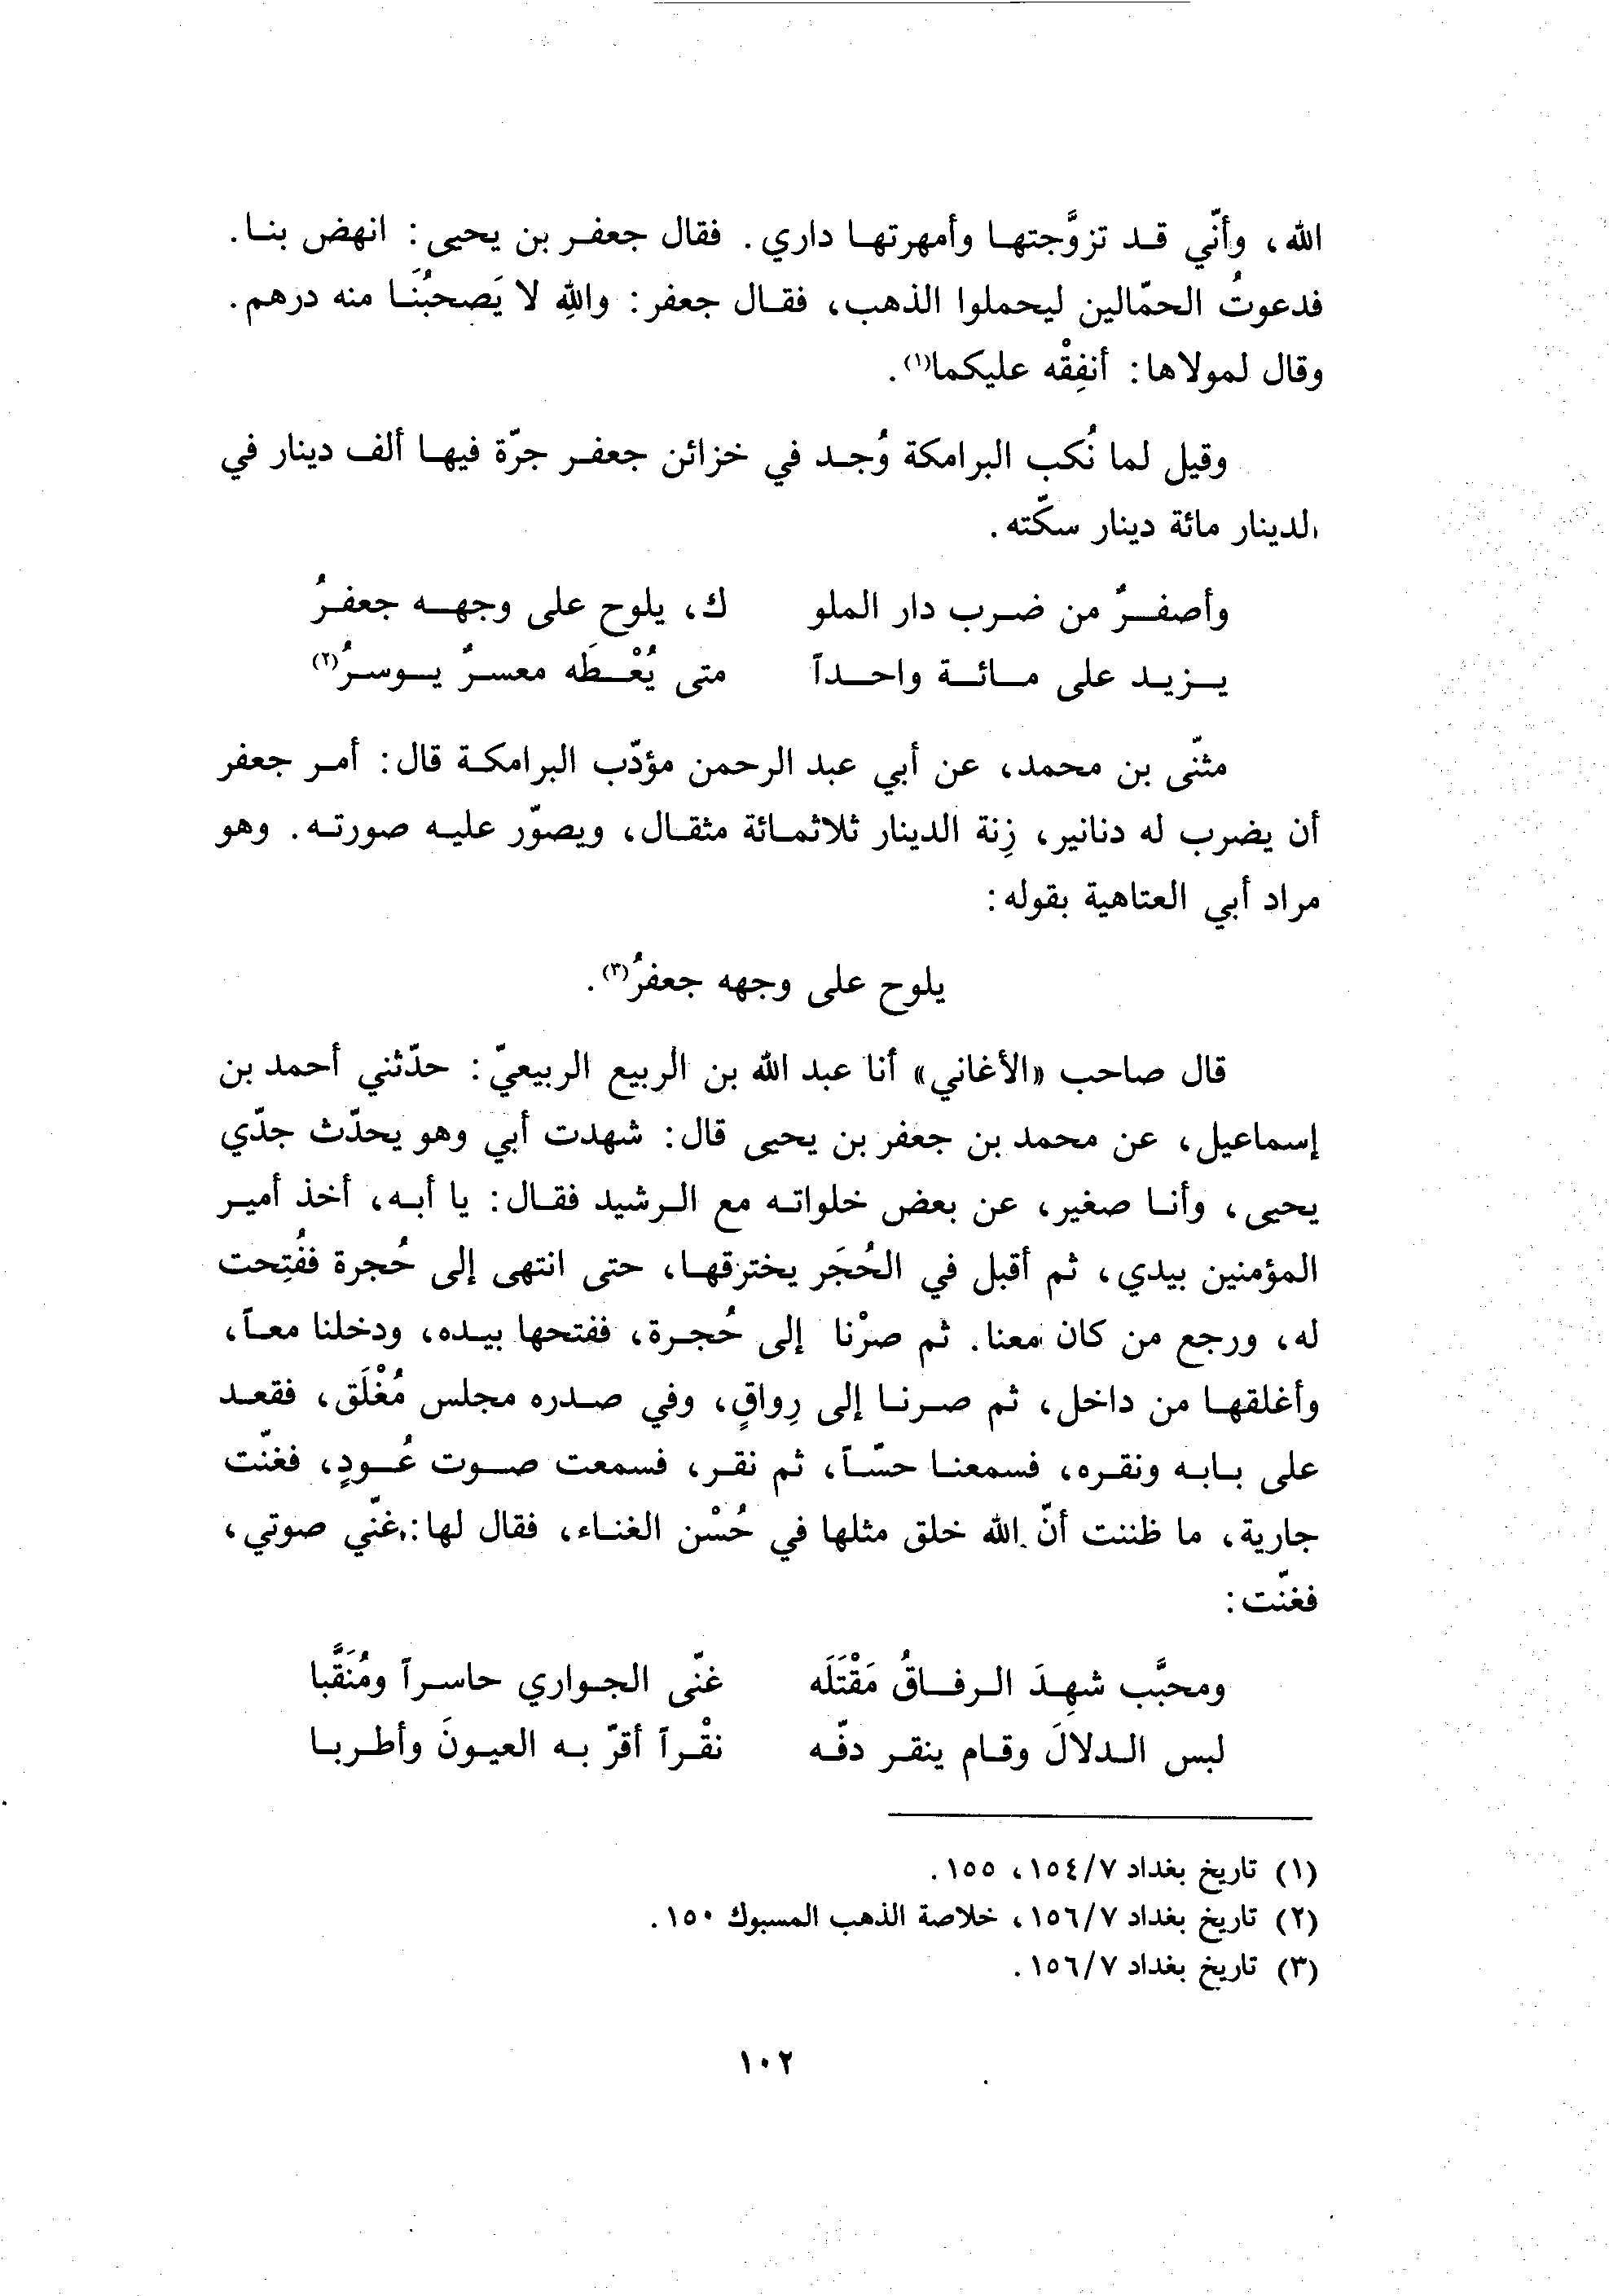 الله، وأنّي قد تزوَّجتها وأمهرتها داري. فقال جعفر بن يحيى: انهض بنا.
فدعوتُ الحمّالين ليحملوا الذهب، فقال جعفر: واللهِ لا يَصحبُنَا منه درهم.
وقال لمولاها: أنفِقْه عليكما(١).
وقيل لما نُكب البرامكة وُجد في خزائن جعفر جرّة فيها ألف دينار في
الدينار مائة دينار سكّته.
وأصفرُ من ضرب دار الملو ك، يلوح على وجهه جعفرُ
يزيد على مائة واحداً متى يُعْطَه معسرُ يوسرُ(٢)
مثنّى بن محمد، عن أبي عبد الرحمن مؤدّب البرامكة قال: أمر جعفر
أن يضرب له دنانير، زِنة الدينار ثلاثمائة مثقال، ويصوّر عليه صورته. وهو
مراد أبي العتاهية بقوله:
يلوح على وجهه جعفرُ(٣).
قال صاحب «الأغاني» أنا عبد الله بن الربيع الربيعيّ: حدّثني أحمد بن
إسماعيل، عن محمد بن جعفر بن يحيى قال: شهدت أبي وهو يحدّث جدّي
يحيى، وأنا صغير، عن بعض خلواته مع الرشيد فقال: يا أبه، أخذ أمير
المؤمنين بيدي، ثم أقبل في الحُجَر يخترقها، حتى انتهى إلى حُجرة ففُتِحت
له، ورجع من كان معنا. ثم صرْنا إلى حُجرة، ففتحها بيده، ودخلنا معاً،
وأغلقها من داخل، ثم صرنا إلى رِواقٍ، وفي صدره مجلس مُغْلَق، فقعد
على بابه ونقره، فسمعنا حسّاً، ثم نقر، فسمعت صوت عُودٍ، فغنّت
جارية، ما ظننت أنّ الله خلق مثلها في حُسْن الغناء، فقال لها: غنّي صوتي،
فغنّت:
ومحبَّب شهِدَ الرفاقُ مَقْتَلَه غنّى الجواري حاسراً ومُنَقَّبا
لبس الدلالَ وقام ينقر دفّه نقْراً أقرّ به العيونَ وأطربا
(١) تاريخ بغداد ١٥٤/٧، ١٥٥.
(٢) تاريخ بغداد ١٥٦/٧، خلاصة الذهب المسبوك ١٥٠.
(٣) تاريخ بغداد ١٥٦/٧.
١٠٢